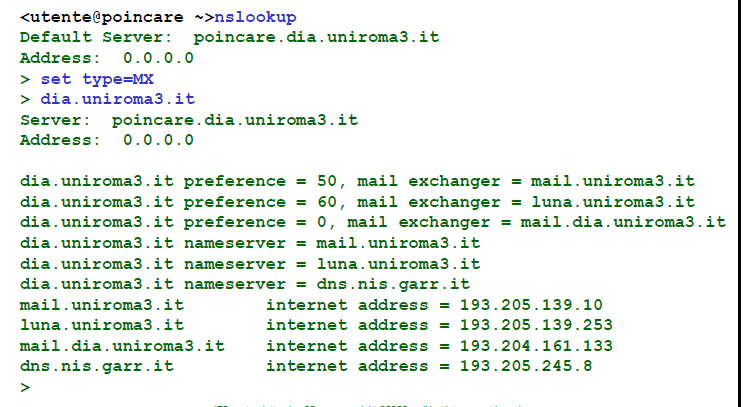 <utente@poincare ~>nslookup
Default Server:  poincare.dia.uniroma3.it
Address:  0.0.0.0
> set type=MX
> dia.uniroma3.it
Server:  poincare.dia.uniroma3.it
Address:  0.0.0.0

dia.uniroma3.it preference = 50, mail exchanger = mail.uniroma3.it
dia.uniroma3.it preference = 60, mail exchanger = luna.uniroma3.it
dia.uniroma3.it preference = 0, mail exchanger = mail.dia.uniroma3.it
dia.uniroma3.it nameserver = mail.uniroma3.it
dia.uniroma3.it nameserver = luna.uniroma3.it
dia.uniroma3.it nameserver = dns.nis.garr.it
mail.uniroma3.it        internet address = 193.205.139.10
luna.uniroma3.it        internet address = 193.205.139.253
mail.dia.uniroma3.it    internet address = 193.204.161.133
dns.nis.garr.it         internet address = 193.205.245.8
>